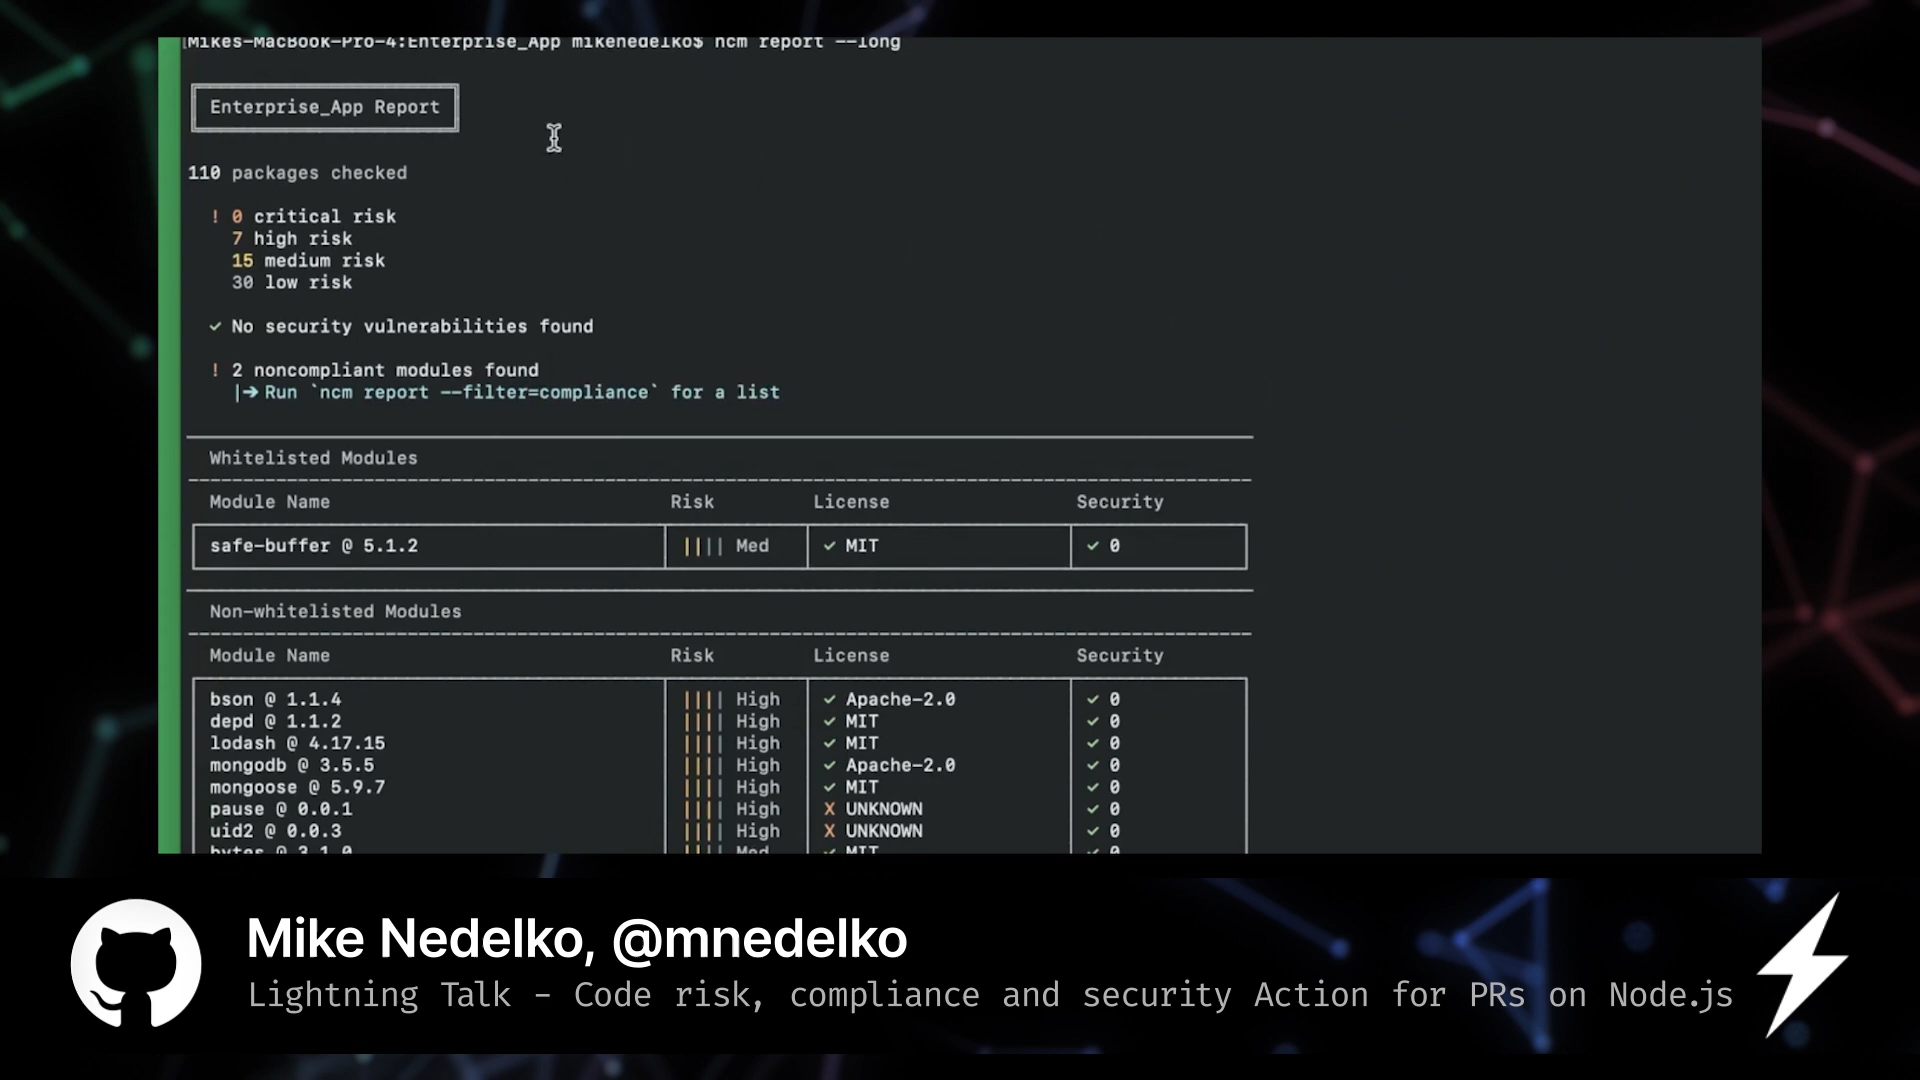 Mikes-MacBook-Pro-4:Enterprise_App mikenedelko$ ncm report --long
Enterprise_App Report
110 packages checked
! 0 critical risk
7 high risk
15 medium risk
30 low risk
✓ No security vulnerabilities found
! 2 noncompliant modules found
|➔ Run `ncm report --filter=compliance` for a list
Whitelisted Modules
Module Name Risk License Security
safe-buffer @ 5.1.2 |||| Med ✓ MIT ✓ 0
Non-whitelisted Modules
Module Name Risk License Security
bson @ 1.1.4 |||| High ✓ Apache-2.0 ✓ 0
depd @ 1.1.2 |||| High ✓ MIT ✓ 0
lodash @ 4.17.15 |||| High ✓ MIT ✓ 0
mongodb @ 3.5.5 |||| High ✓ Apache-2.0 ✓ 0
mongoose @ 5.9.7 |||| High ✓ MIT ✓ 0
pause @ 0.0.1 |||| High X UNKNOWN ✓ 0
uid2 @ 0.0.3 |||| High X UNKNOWN ✓ 0
bytes @ 3.1.0 |||| Med ✓ MIT ✓ 0
Mike Nedelko, @mnedelko
Lightning Talk - Code risk, compliance and security Action for PRs on Node.js